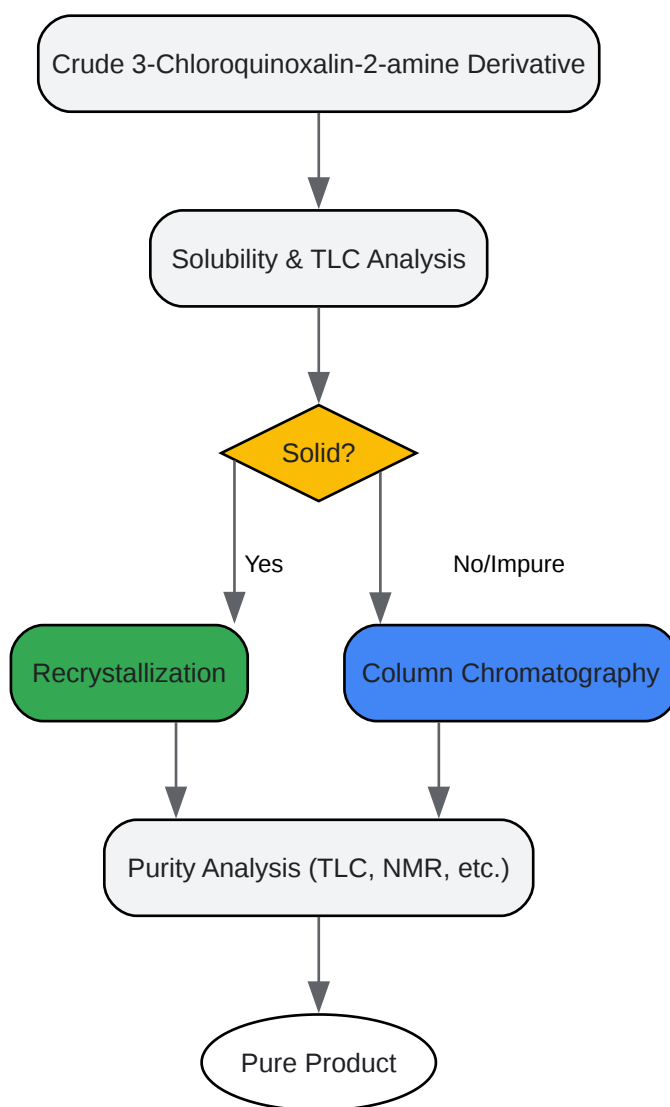 Crude 3-Chloroquinoxalin-2-amine Derivative
Solubility & TLC Analysis
Solid?
Yes
No/Impure
Recrystallization
Column Chromatography
Purity Analysis (TLC, NMR, etc.)
Pure Product